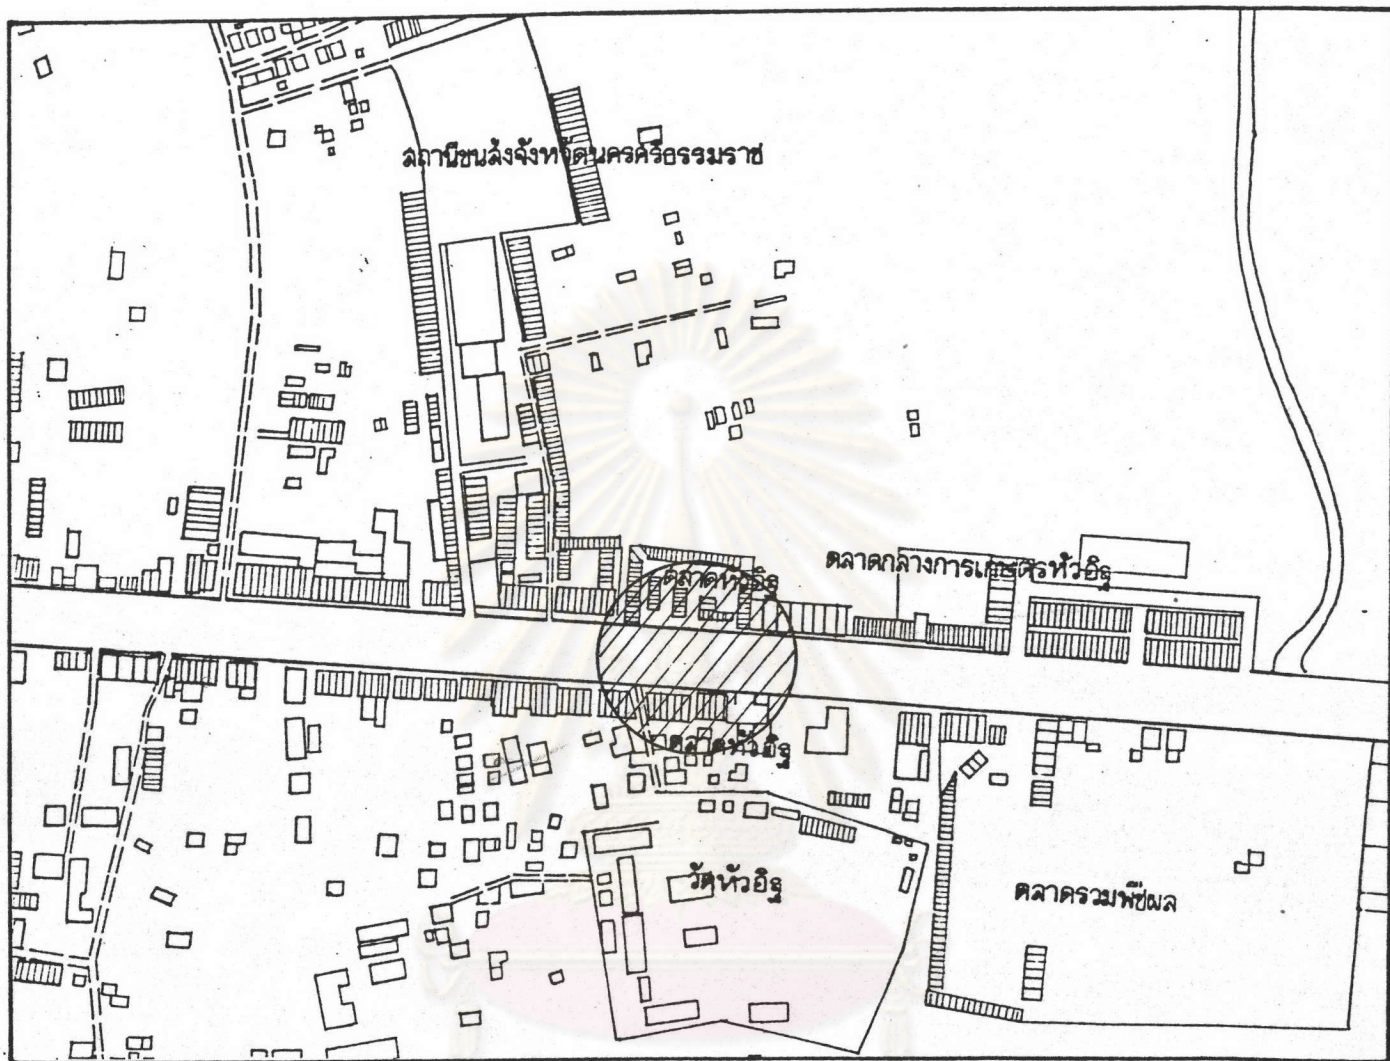 สถานีขนส่งจังหวัดนครศรีธรรมราช
ตลาดกลางการเกษตรหัวอิฐ
ตลาดหัวอิฐ
ตลาดหัวอิฐ
วัดหัวอิฐ
ตลาดรวมพืชผล